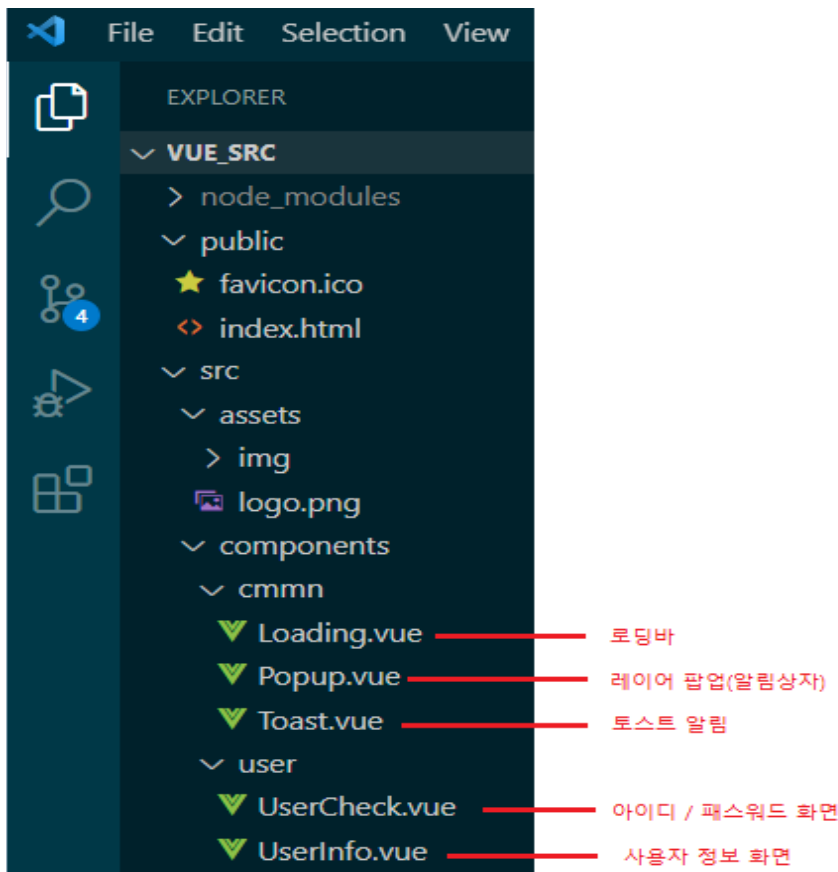 File Edit Selection View
EXPLORER
VUE_SRC
node_modules
public
favicon.ico
index.html
4
src
assets
img
logo.png
components
cmmn
Loading.vue 로딩바
Popup.vue 레이어 팝업(알림상자)
Toast.vue 토스트 알림
user
UserCheck.vue 아이디 / 패스워드 화면
UserInfo.vue 사용자 정보 화면